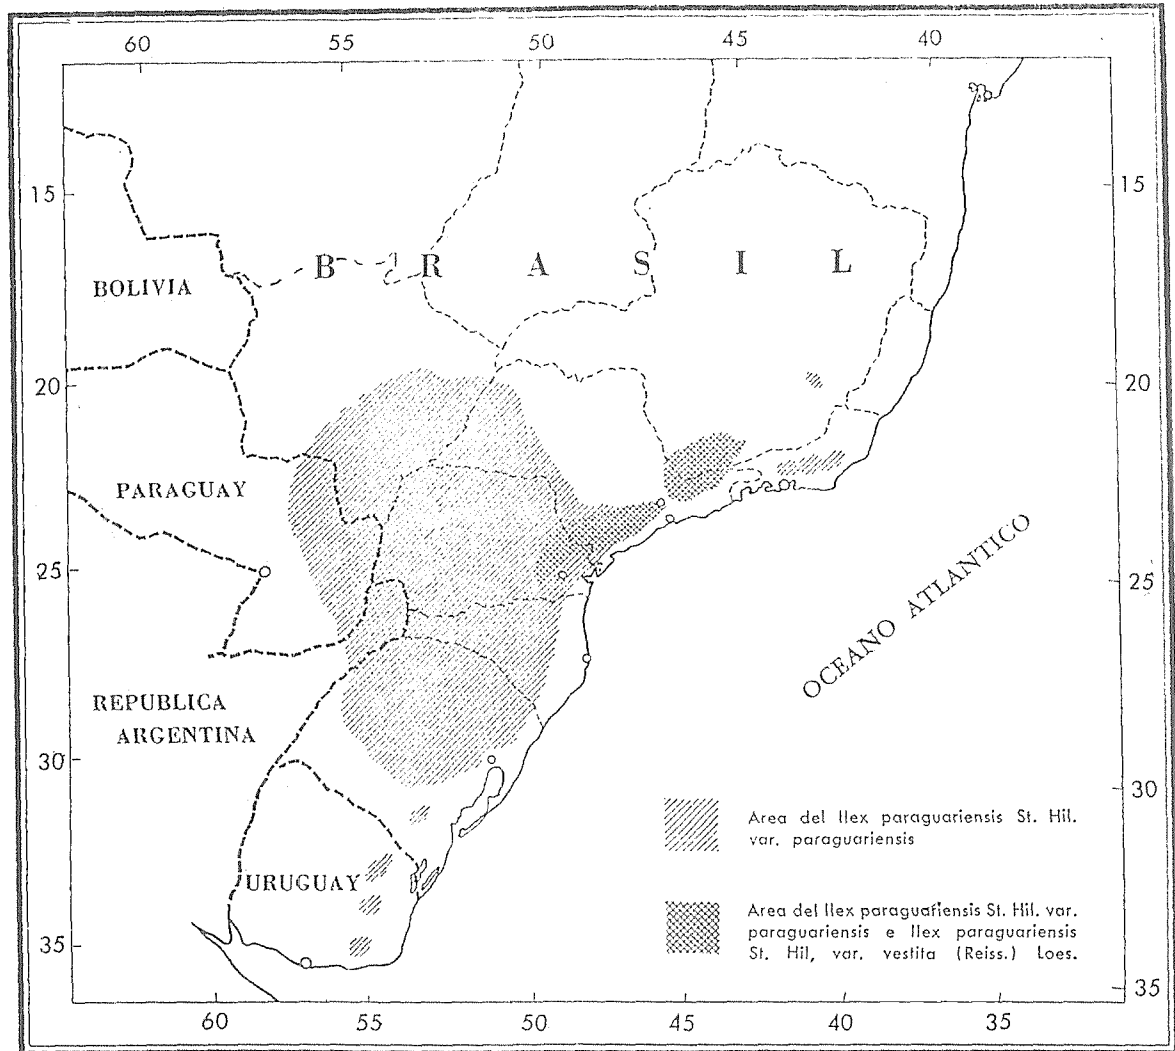 60 55 50 45 40
15 15
BRASIL
BOLIVIA
20 20
PARAGUAY
25 25
OCEANO ATLANTICO
REPUBLICA
ARGENTINA
30 30
Area del Ilex paraguariensis St. Hil.
var. paraguariensis
URUGUAY
Area del Ilex paraguariensis St. Hil. var.
paraguariensis e Ilex paraguariensis
St. Hil, var. vestita (Reiss.) Loes.
35 35
60 55 50 45 40 35